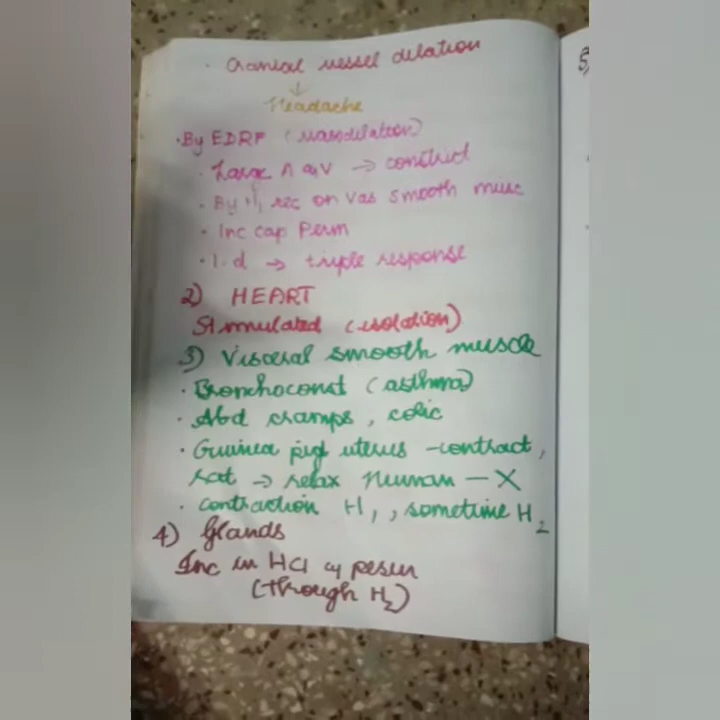 · Cranial vessel dilation
↓
Headache
· By EDRF (vasodilation)
· Large A & V → constrict
· By H₁ rec on vas smooth musc
· Inc cap Perm
· I.d → triple response
2) HEART
Stimulated (isolation)
3) Visceral smooth muscle
· Bronchoconst (asthma)
· Abd cramps, colic
· Guinea pig uterus - contract,
rat → relax Human - X
· contraction H₁, sometime H₂
4) Glands
Inc in HCl & pesin
(through H₂)
5)